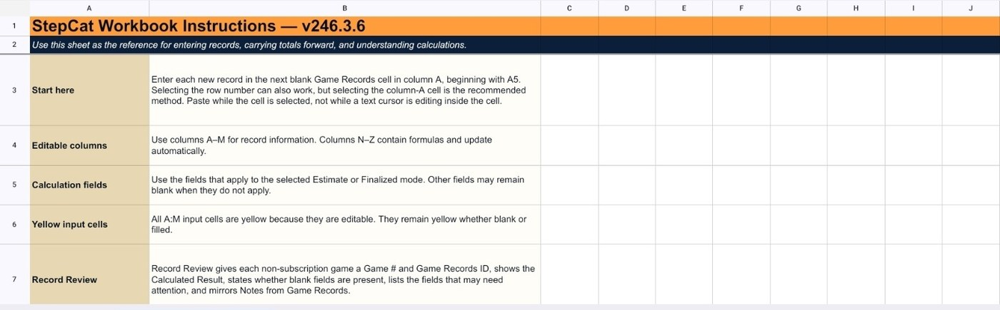 A B C D E F G H I J
1 StepCat Workbook Instructions — v246.3.6
2 Use this sheet as the reference for entering records, carrying totals forward, and understanding calculations.
Enter each new record in the next blank Game Records cell in column A, beginning with A5.
3 Start here Selecting the row number can also work, but selecting the column-A cell is the recommended
method. Paste while the cell is selected, not while a text cursor is editing inside the cell.
4 Editable columns Use columns A–M for record information. Columns N–Z contain formulas and update
automatically.
5 Calculation fields Use the fields that apply to the selected Estimate or Finalized mode. Other fields may remain
blank when they do not apply.
6 Yellow input cells All A:M input cells are yellow because they are editable. They remain yellow whether blank or
filled.
Record Review gives each non-subscription game a Game # and Game Records ID, shows the
7 Record Review Calculated Result, states whether blank fields are present, lists the fields that may need
attention, and mirrors Notes from Game Records.